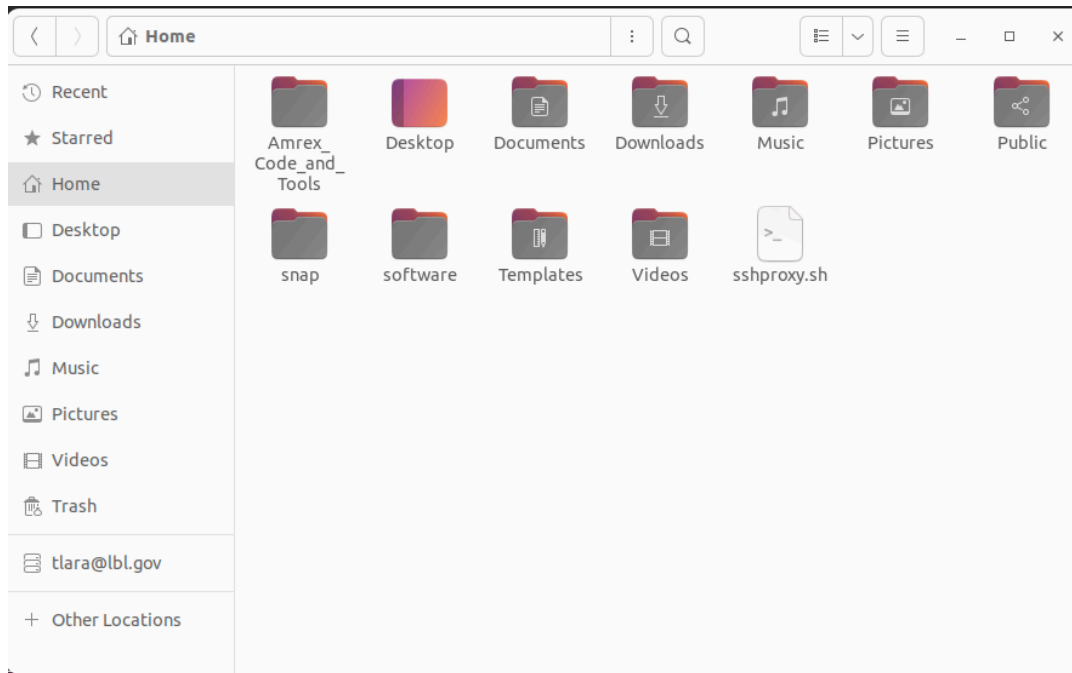 Home
Recent
Starred
Home
Desktop
Documents
Downloads
Music
Pictures
Videos
Trash
tlara@lbl.gov
Other Locations
Amrex_
Code_and_
Tools
Desktop
Documents
Downloads
Music
Pictures
Public
snap
software
Templates
Videos
>_
sshproxy.sh